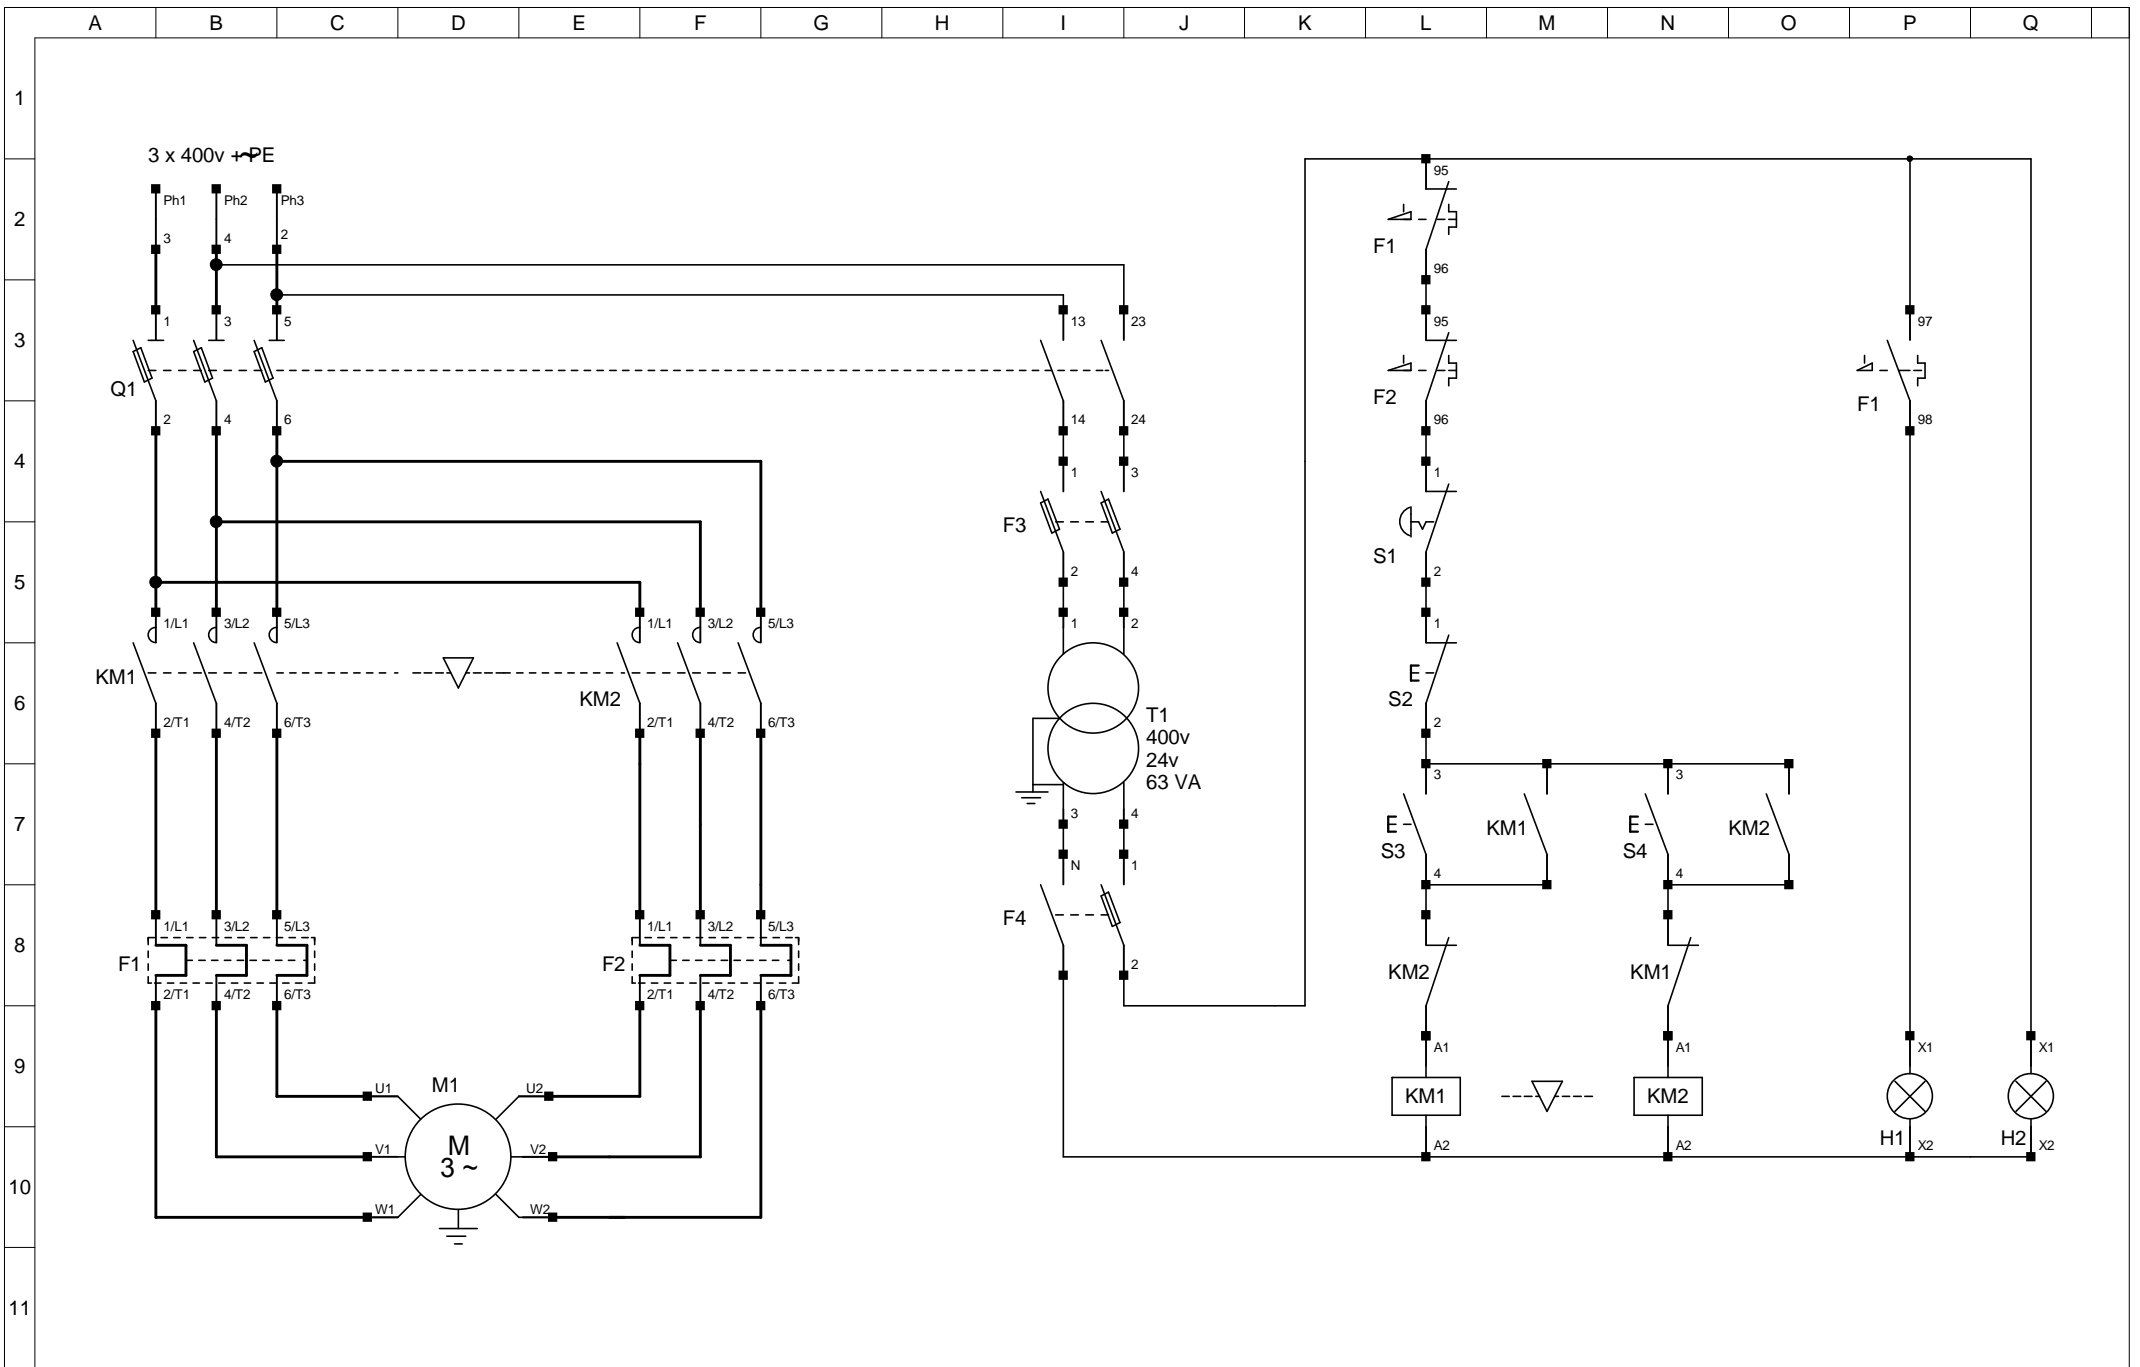 A B C D E F G H I J K L M N O P Q
1
3 x 400v +~PE
95
Ph1 Ph2 Ph3
2
3 4 2
F1
96
1 3 5 13 23 95 97
3
Q1 F2 F1
2 4 6 14 24 96 98
4
1 3 1
F3
S1
5
2 4 2
1/L1 3/L2 5/L3 1/L1 3/L2 5/L3 1 2 1
KM1 KM2 E
S2
6
T1
2/T1 4/T2 6/T3 2/T1 4/T2 6/T3 2
400v
24v
63 VA
3 3
7
3 4 E KM1 E KM2
S3 S4
N 1 4 4
1/L1 3/L2 5/L3 1/L1 3/L2 5/L3
F4
8
F1 F2 2 KM2 KM1
2/T1 4/T2 6/T3 2/T1 4/T2 6/T3
A1 A1 X1 X1
9
U1 M1 U2 KM1 KM2
M
3 ~
V1 V2 A2 A2 H1 X2 H2 X2
10
W1 W2
11